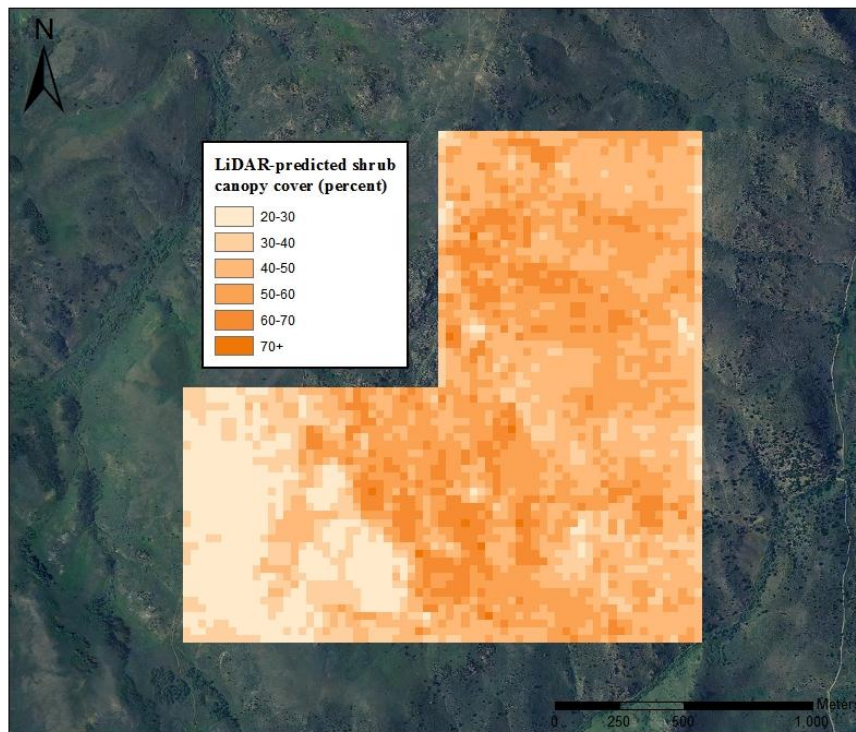 N
LiDAR-predicted shrub
canopy cover (percent)
20-30
30-40
40-50
50-60
60-70
70+
Meters
0 250 500 1,000